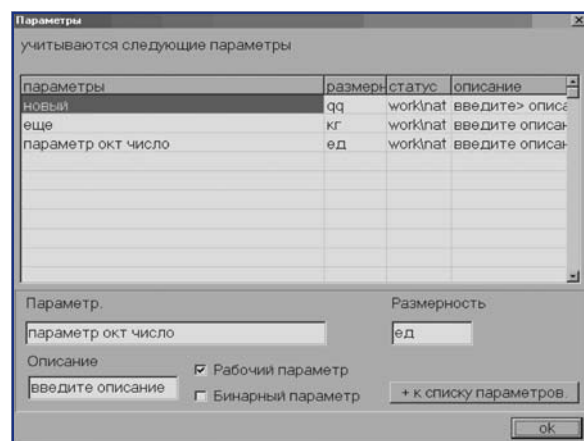 Параметры
учитываются следующие параметры
параметры размерн статус описание
новый qq work\nat введите> описа
еще кг work\nat введите описан
параметр окт число ед work\nat введите описан
Параметр. Размерность
параметр окт число ед
Описание
введите описание
Рабочий параметр
Бинарный параметр
+ к списку параметров.
ok